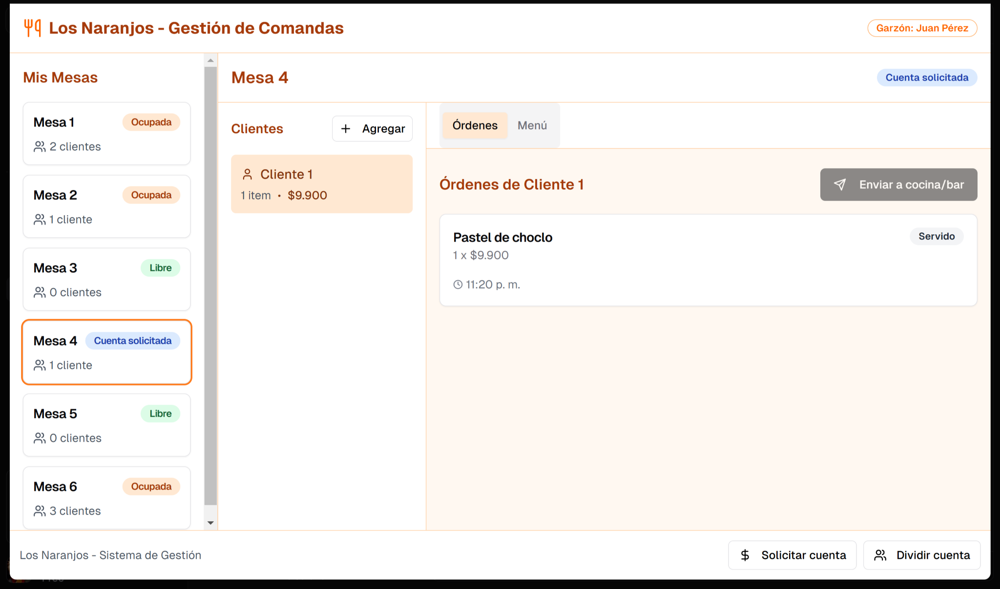 Los Naranjos - Gestión de Comandas
Garzón: Juan Pérez
Mis Mesas
Mesa 1
Ocupada
2 clientes
Mesa 2
Ocupada
1 cliente
Mesa 3
Libre
0 clientes
Mesa 4
Cuenta solicitada
1 cliente
Mesa 5
Libre
0 clientes
Mesa 6
Ocupada
3 clientes
Mesa 4
Cuenta solicitada
Clientes
+ Agregar
Cliente 1
1 item • $9.900
Órdenes
Menú
Órdenes de Cliente 1
Enviar a cocina/bar
Pastel de choclo
Servido
1 x $9.900
11:20 p. m.
Los Naranjos - Sistema de Gestión
$ Solicitar cuenta
Dividir cuenta